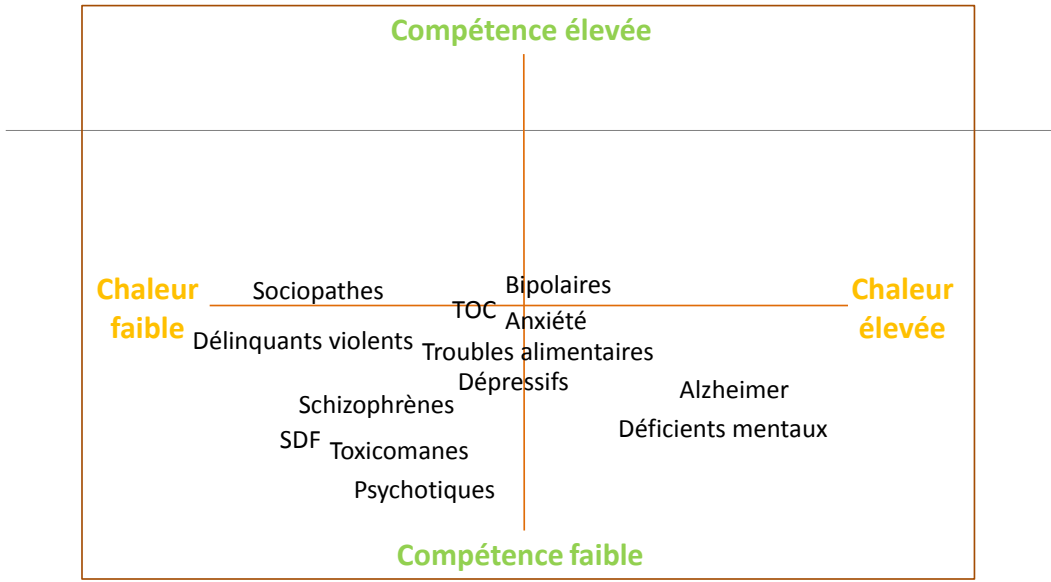 Compétence élevée
Chaleur
faible
Sociopathes
Bipolaires
Chaleur
élevée
TOC
Anxiété
Délinquants violents
Troubles alimentaires
Dépressifs
Alzheimer
Schizophrènes
Déficients mentaux
SDF
Toxicomanes
Psychotiques
Compétence faible